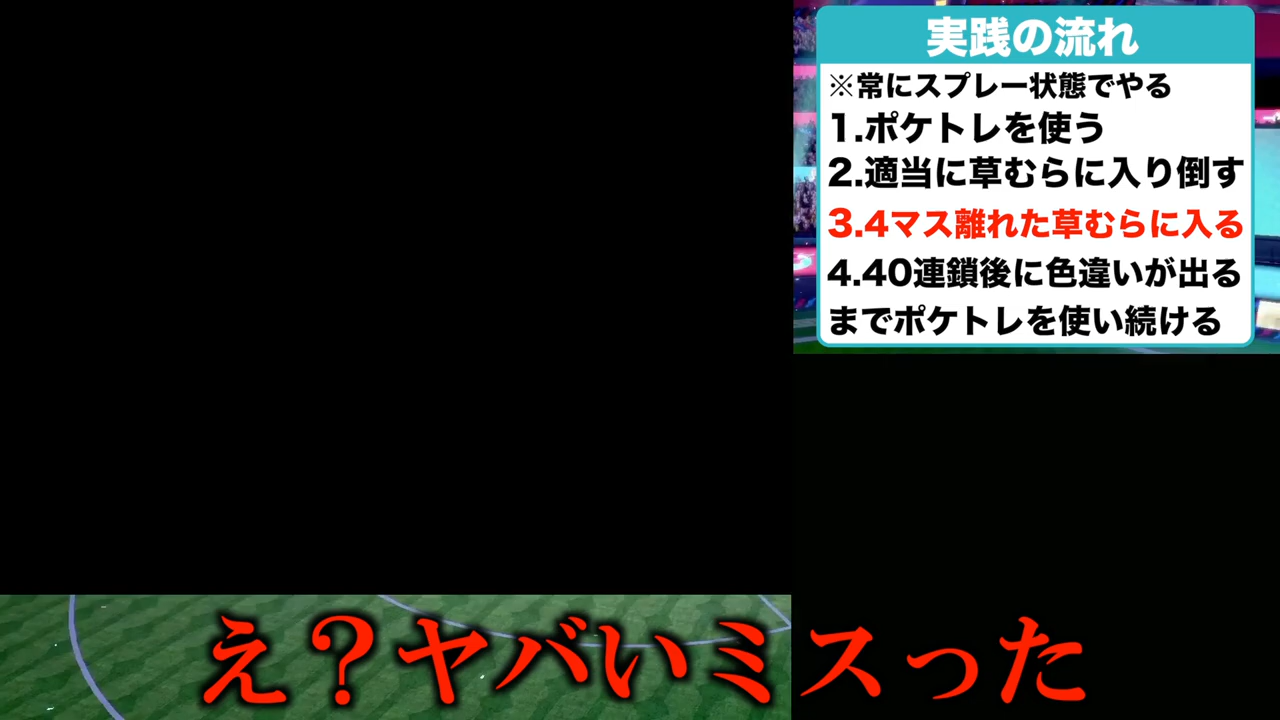 実践の流れ
※常にスプレー状態でやる
1.ポケトレを使う
2.適当に草むらに入り倒す
3.4マス離れた草むらに入る
4.40連鎖後に色違いが出る
までポケトレを使い続ける
え？ヤバいミスった